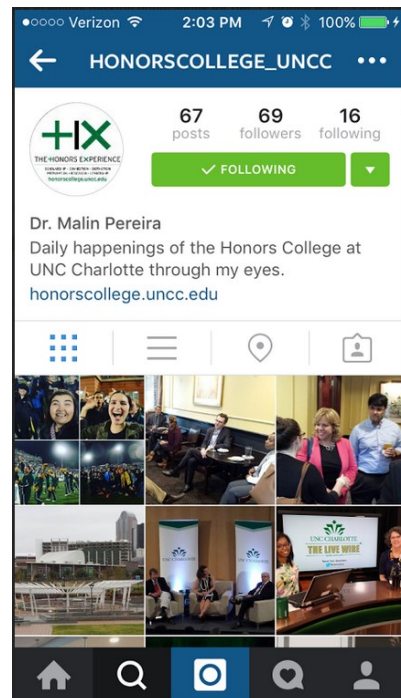 Verizon 2:03 PM 100%
HONORSCOLLEGE_UNCC
67 69 16
posts followers following
+IX
THE HONORS EXPERIENCE
honorscollege.uncc.edu
FOLLOWING
Dr. Malin Pereira
Daily happenings of the Honors College at
UNC Charlotte through my eyes.
honorscollege.uncc.edu
UNC CHARLOTTE
UNC CHARLOTTE
THE LIVE WIRE